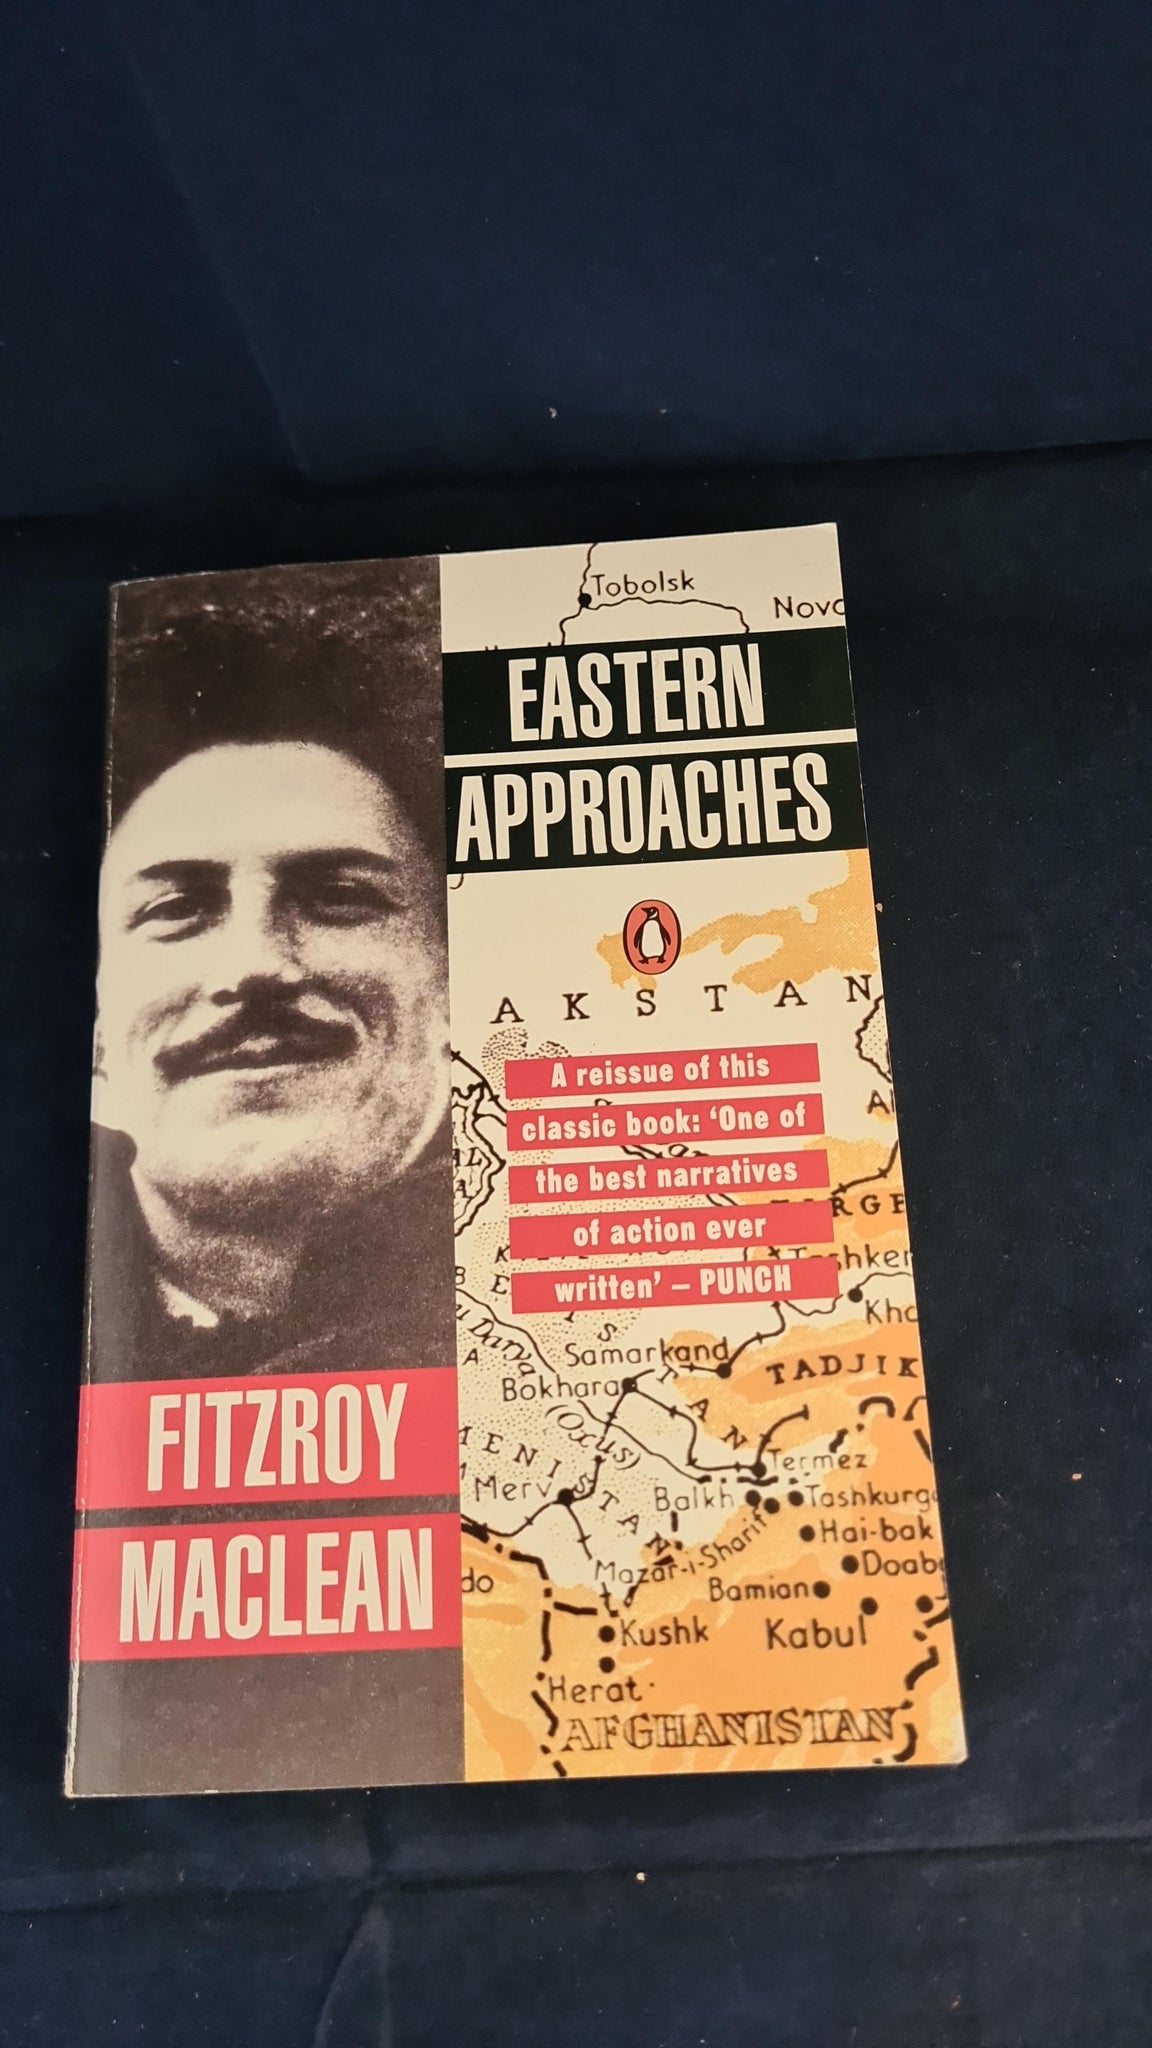 Tobolsk
Novo
EASTERN
APPROACHES
AKSTAN
A reissue of this
classic book: 'One of
the best narratives
of action ever
written' – PUNCH
Samarkand
TADJIK
Bokhara
(Oxus)
Termez
Merv
Balkh
Tashkurg
Hai-bak
Mazar-i-Sharif
Doab
Bamian
Kushk
Kabul
Herat
AFGHANISTAN
FITZROY
MACLEAN